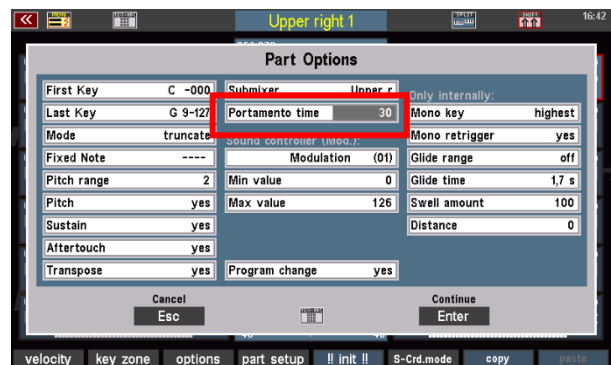 MENU
Upper right 1
SPLIT
SHIFT
16:42
Part Options
First Key C -000
Last Key G 9-127
Mode truncate
Fixed Note ----
Pitch range 2
Pitch yes
Sustain yes
Aftertouch yes
Transpose yes
Submixer Upper r
Portamento time 30
Sound controller (Mod.):
Modulation (01)
Min value 0
Max value 126
Program change yes
Only internally:
Mono key highest
Mono retrigger yes
Glide range off
Glide time 1,7 s
Swell amount 100
Distance 0
Cancel
Esc
Continue
Enter
velocity key zone options part setup !! init !! S-Crd.mode copy paste